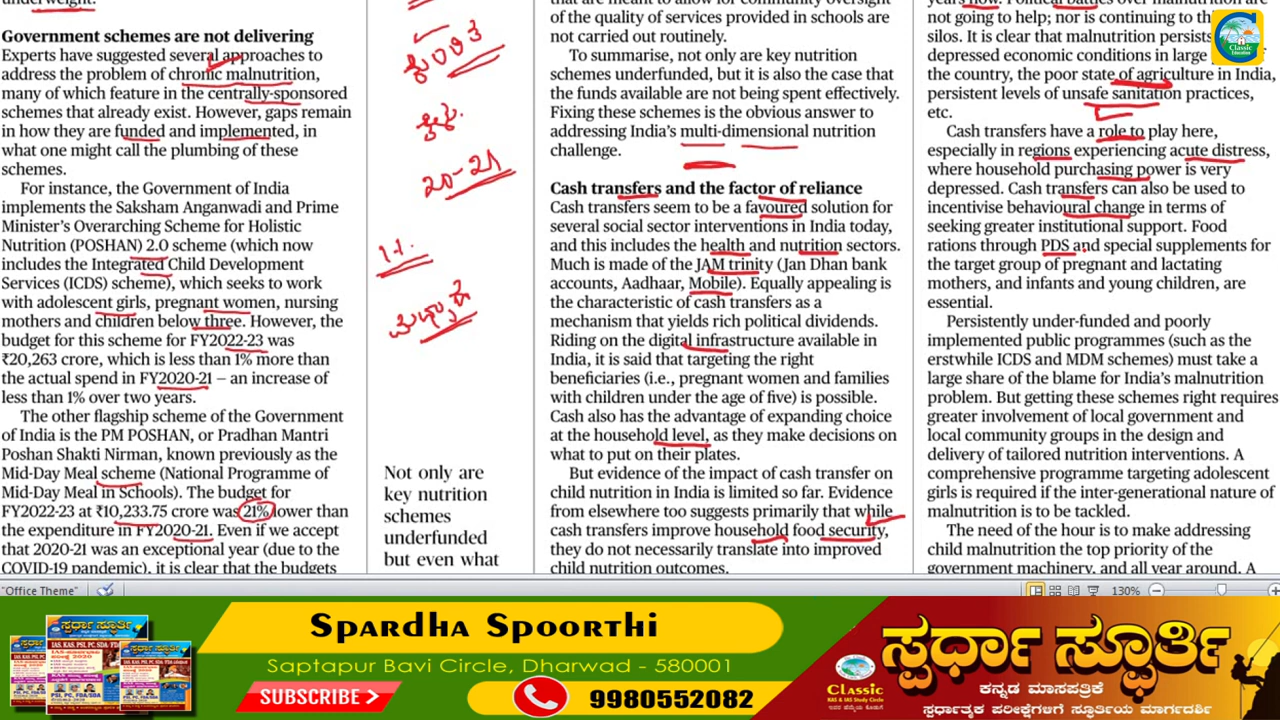 underweight.
Government schemes are not delivering
Experts have suggested several approaches to
address the problem of chronic malnutrition,
many of which feature in the centrally-sponsored
schemes that already exist. However, gaps remain
in how they are funded and implemented, in
what one might call the plumbing of these
schemes.
For instance, the Government of India
implements the Saksham Anganwadi and Prime
Minister's Overarching Scheme for Holistic
Nutrition (POSHAN) 2.0 scheme (which now
includes the Integrated Child Development
Services (ICDS) scheme), which seeks to work
with adolescent girls, pregnant women, nursing
mothers and children below three. However, the
budget for this scheme for FY2022-23 was
₹20,263 crore, which is less than 1% more than
the actual spend in FY2020-21 — an increase of
less than 1% over two years.
The other flagship scheme of the Government
of India is the PM POSHAN, or Pradhan Mantri
Poshan Shakti Nirman, known previously as the
Mid-Day Meal scheme (National Programme of
Mid-Day Meal in Schools). The budget for
FY2022-23 at ₹10,233.75 crore was 21% lower than
the expenditure in FY2020-21. Even if we accept
that 2020-21 was an exceptional year (due to the
COVID-19 pandemic), it is clear that the budgets
20-21
Not only are
key nutrition
schemes
underfunded
but even what
that are meant to allow for community oversight
of the quality of services provided in schools are
not carried out routinely.
To summarise, not only are key nutrition
schemes underfunded, but it is also the case that
the funds available are not being spent effectively.
Fixing these schemes is the obvious answer to
addressing India's multi-dimensional nutrition
challenge.
Cash transfers and the factor of reliance
Cash transfers seem to be a favoured solution for
several social sector interventions in India today,
and this includes the health and nutrition sectors.
Much is made of the JAM trinity (Jan Dhan bank
accounts, Aadhaar, Mobile). Equally appealing is
the characteristic of cash transfers as a
mechanism that yields rich political dividends.
Riding on the digital infrastructure available in
India, it is said that targeting the right
beneficiaries (i.e., pregnant women and families
with children under the age of five) is possible.
Cash also has the advantage of expanding choice
at the household level, as they make decisions on
what to put on their plates.
But evidence of the impact of cash transfer on
child nutrition in India is limited so far. Evidence
from elsewhere too suggests primarily that while
cash transfers improve household food security,
they do not necessarily translate into improved
child nutrition outcomes.
years now. Political battles over malnutrition are
not going to help; nor is continuing to
silos. It is clear that malnutrition persists
depressed economic conditions in large
the country, the poor state of agriculture in India,
persistent levels of unsafe sanitation practices,
etc.
Cash transfers have a role to play here,
especially in regions experiencing acute distress,
where household purchasing power is very
depressed. Cash transfers can also be used to
incentivise behavioural change in terms of
seeking greater institutional support. Food
rations through PDS and special supplements for
the target group of pregnant and lactating
mothers, and infants and young children, are
essential.
Persistently under-funded and poorly
implemented public programmes (such as the
erstwhile ICDS and MDM schemes) must take a
large share of the blame for India's malnutrition
problem. But getting these schemes right requires
greater involvement of local government and
local community groups in the design and
delivery of tailored nutrition interventions. A
comprehensive programme targeting adolescent
girls is required if the inter-generational nature of
malnutrition is to be tackled.
The need of the hour is to make addressing
child malnutrition the top priority of the
government machinery, and all year around. A
Classic
Education
"Office Theme"
130%
Spardha Spoorthi
Saptapur Bavi Circle Dharwad - 580001
SUBSCRIBE
9980552082
ಸ್ಪರ್ಧಾ ಸ್ಫೂರ್ತಿ
Classic
KAS & IAS Study Circle
ಸ್ಪರ್ಧಾ ಸ್ಫೂರ್ತಿ
ಕನ್ನಡ ಮಾಸಪತ್ರಿಕೆ
ಸ್ಪರ್ಧಾತ್ಮಕ ಪರೀಕ್ಷೆಗಳಿಗೆ ಸ್ಫೂರ್ತಿಯ ಮಾರ್ಗದರ್ಶಿ